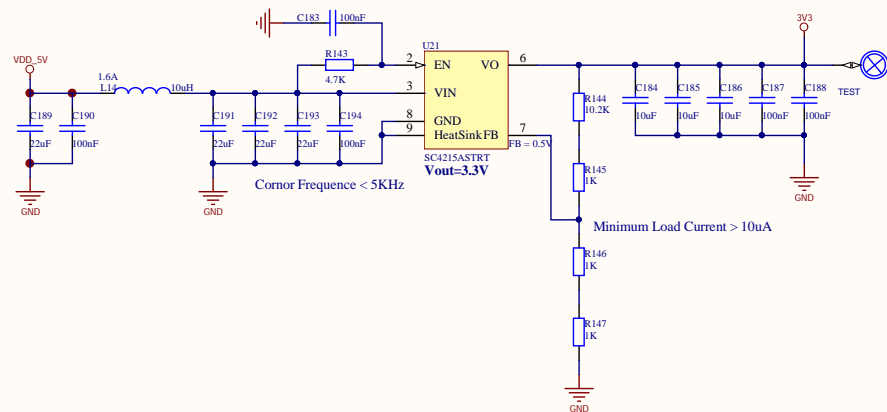 C183
100nF
U21
3V3
VDD_5V
R143
4.7K
2
EN
VO
6
1.6A
L14
10uH
3
VIN
TEST
C189
22uF
C190
100nF
C191
22uF
C192
22uF
C193
22uF
C194
100nF
8
GND
9
HeatSink
FB
7
FB = 0.5V
SC4215ASTRT
Vout=3.3V
R144
10.2K
C184
10uF
C185
10uF
C186
10uF
C187
100nF
C188
100nF
R145
1K
GND
GND
Cornor Frequence < 5KHz
GND
Minimum Load Current > 10uA
R146
1K
R147
1K
GND